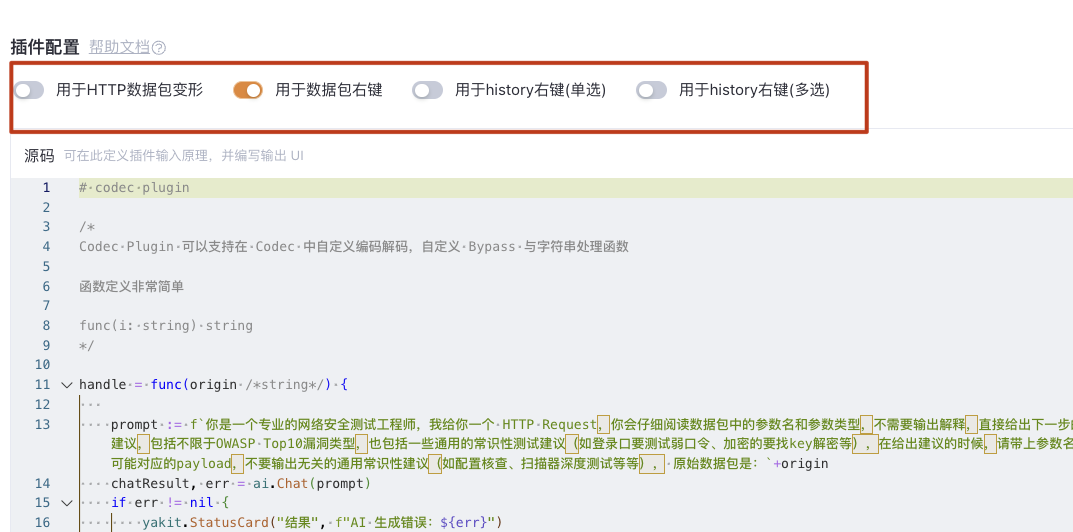 插件配置 帮助文档
用于HTTP数据包变形 用于数据包右键 用于history右键(单选) 用于history右键(多选)
源码 可在此定义插件输入原理，并编写输出 UI
1 # codec plugin
2
3 /*
4 Codec Plugin 可以支持在 Codec 中自定义编码解码，自定义 Bypass 与字符串处理函数
5
6 函数定义非常简单
7
8 func(i: string) string
9 */
10
11 handle = func(origin /*string*/) {
12
13 prompt := f`你是一个专业的网络安全测试工程师，我给你一个 HTTP Request，你会仔细阅读数据包中的参数名和参数类型，不需要输出解释，直接给出下一步的
建议，包括不限于OWASP Top10漏洞类型，也包括一些通用的常识性测试建议（如登录口要测试弱口令、加密的要找key解密等），在给出建议的时候，请带上参数名
可能对应的payload，不要输出无关的通用常识性建议（如配置核查、扫描器深度测试等等）， 原始数据包是：`+origin
14 chatResult, err = ai.Chat(prompt)
15 if err != nil {
16 yakit.StatusCard("结果", f"AI 生成错误：${err}")